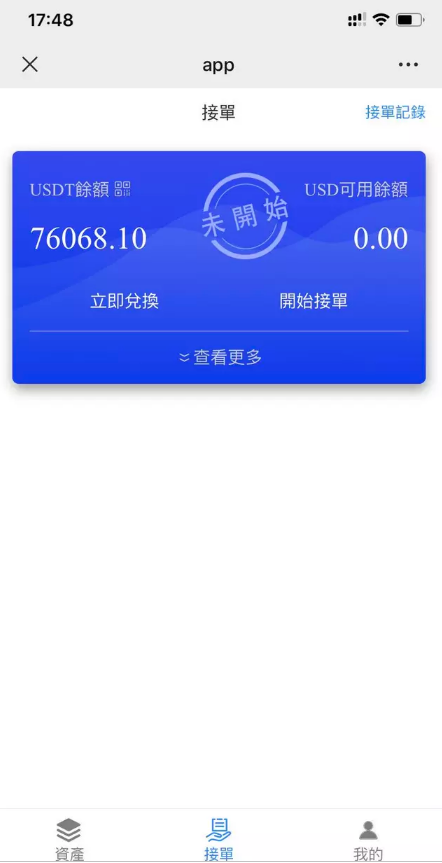 17:48
app
接單
接單記錄
USDT餘額
USD可用餘額
未開始
76068.10
0.00
立即兌換
開始接單
查看更多
資產
接單
我的